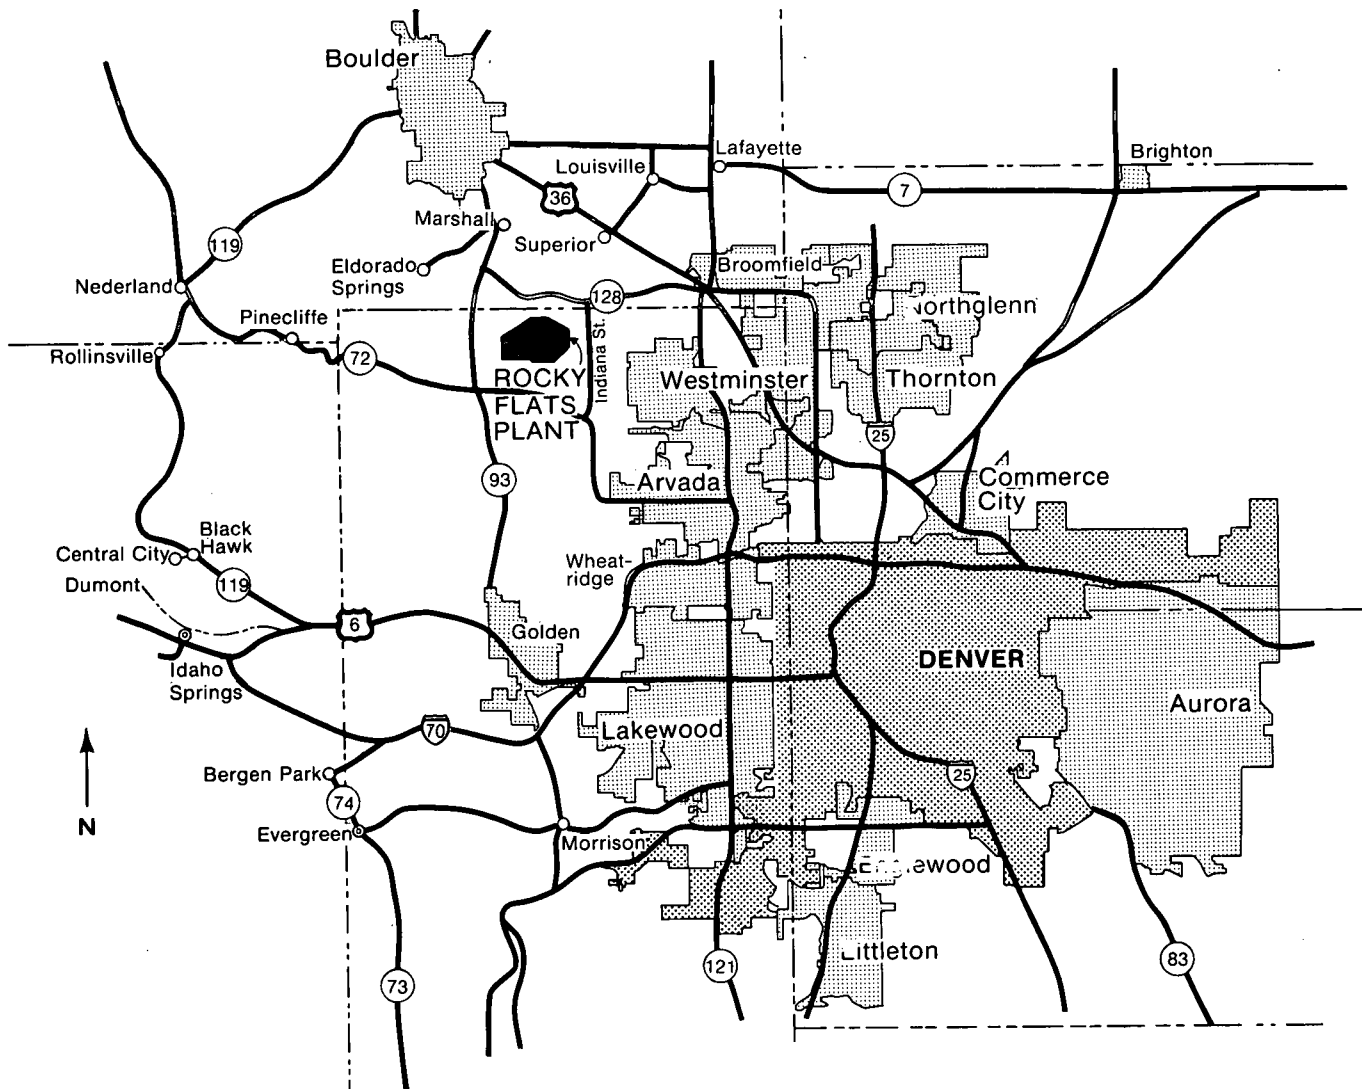 Boulder
Lafayette
Brighton
Louisville
7
36
Marshall
Superior
119
Broomfield
Eldorado
Springs
Nederland
128
Northglenn
Pinecliffe
Indiana St.
Rollinsville
72
ROCKY
FLATS
PLANT
Westminster
Thornton
25
93
Arvada
Commerce
City
Black
Hawk
Central City
Wheat-
ridge
Dumont
119
6
Golden
DENVER
Idaho
Springs
Aurora
70
Lakewood
Bergen Park
25
74
N
Evergreen
Morrison
Englewood
Littleton
121
83
73